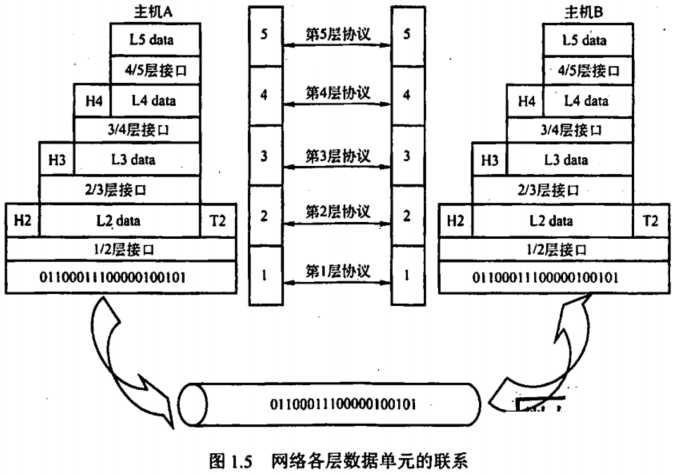 主机A
主机B
L5 data
5
第5层协议
5
L5 data
4/5层接口
4/5层接口
H4 L4 data
4
第4层协议
4
H4 L4 data
3/4层接口
3/4层接口
H3 L3 data
3
第3层协议
3
H3 L3 data
2/3层接口
2/3层接口
H2 L2 data T2
2
第2层协议
2
H2 L2 data T2
1/2层接口
1/2层接口
01100011100000100101
1
第1层协议
1
01100011100000100101
01100011100000100101
图 1.5 网络各层数据单元的联系